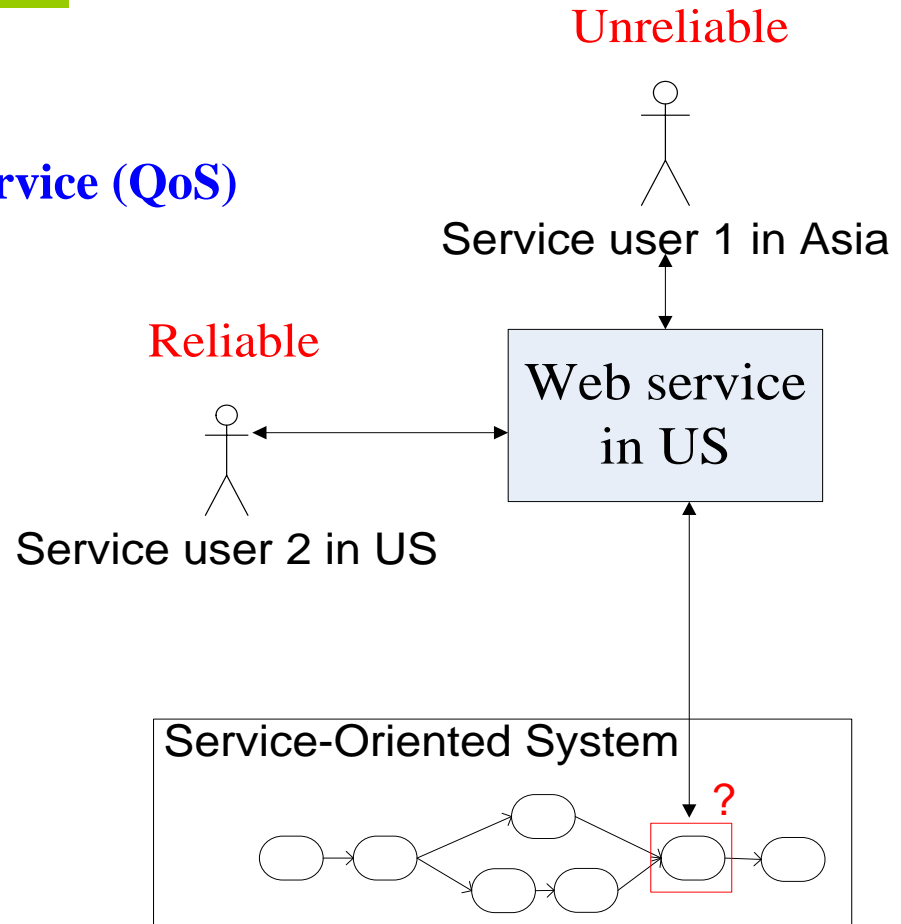 Unreliable
(QoS)
Service user 1 in Asia
Reliable
Web service
in US
Service user 2 in US
Service-Oriented System
?